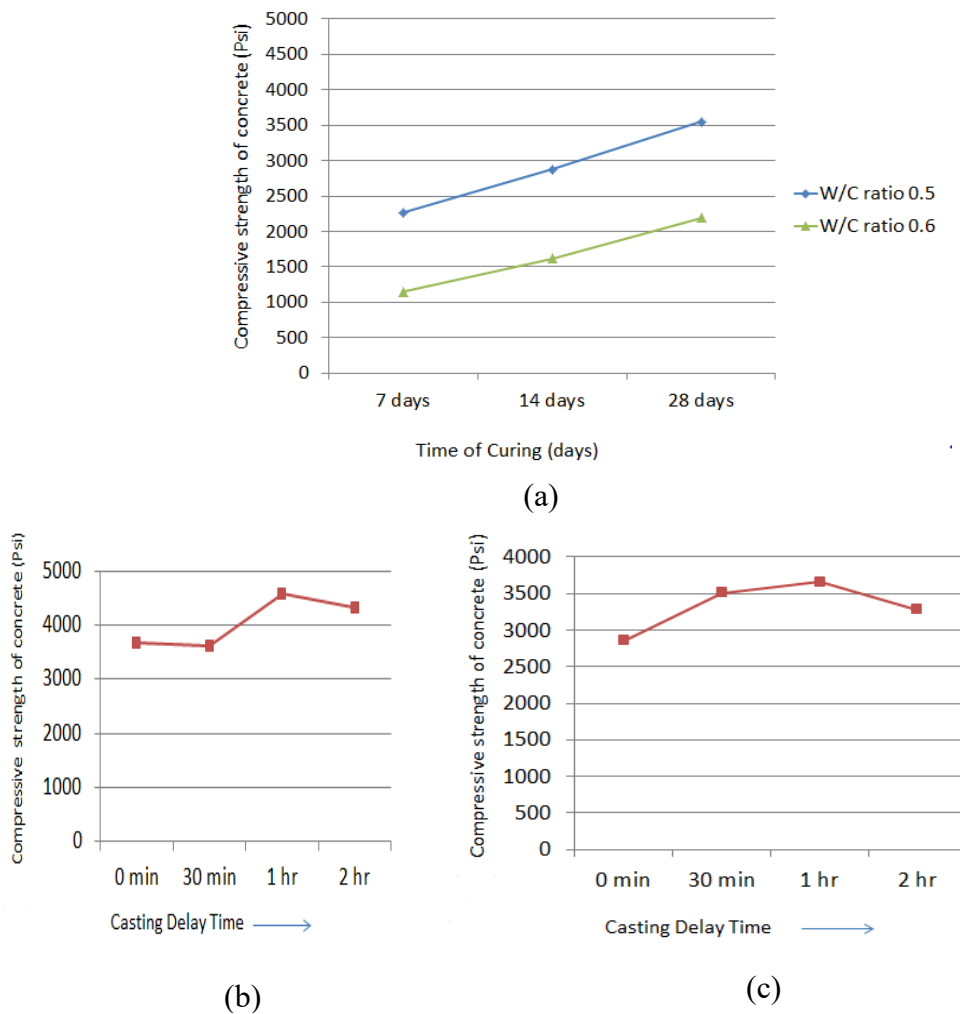 Compressive strength of concrete (Psi)
5000
4500
4000
3500
3000
2500
2000
1500
1000
500
0
7 days 14 days 28 days
Time of Curing (days)
W/C ratio 0.5
W/C ratio 0.6
(a)
Compressive strength of concrete (Psi)
5000
4000
3000
2000
1000
0
0 min 30 min 1 hr 2 hr
Casting Delay Time
(b)
Compressive strength of concrete (Psi)
4000
3500
3000
2500
2000
1500
1000
500
0
0 min 30 min 1 hr 2 hr
Casting Delay Time
(c)